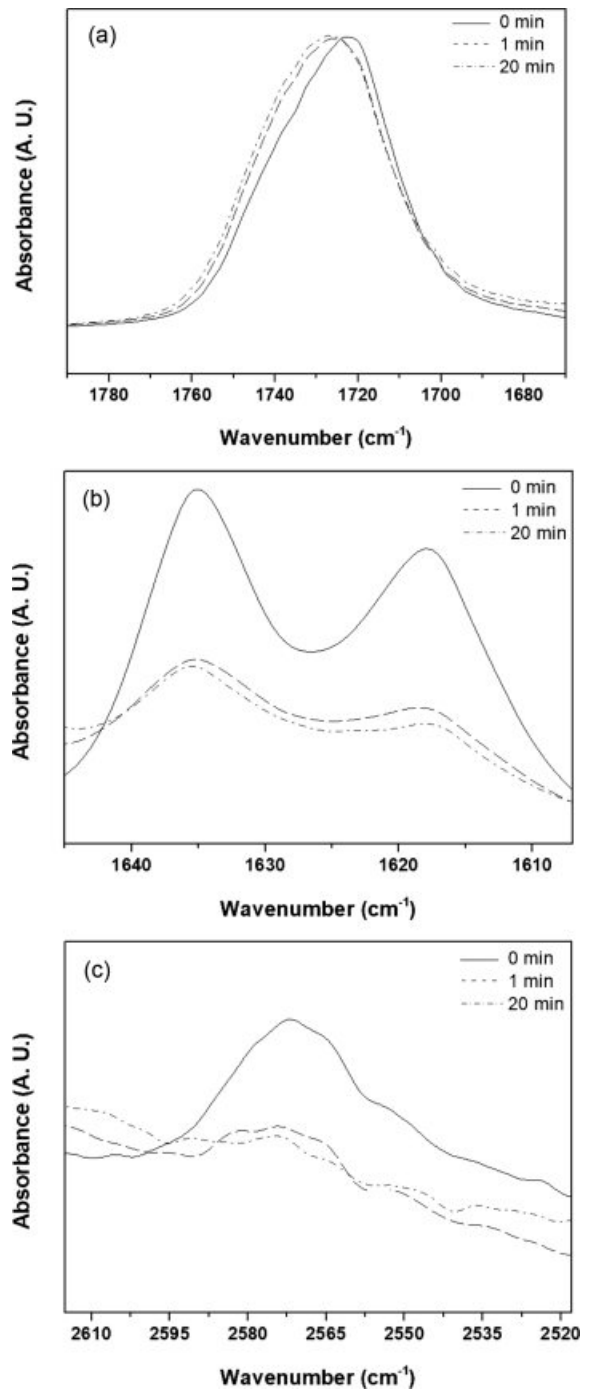 (a)
0 min
1 min
20 min
Absorbance (A. U.)
1780 1760 1740 1720 1700 1680
Wavenumber (cm⁻¹)
(b)
0 min
1 min
20 min
Absorbance (A. U.)
1640 1630 1620 1610
Wavenumber (cm⁻¹)
(c)
0 min
1 min
20 min
Absorbance (A. U.)
2610 2595 2580 2565 2550 2535 2520
Wavenumber (cm⁻¹)